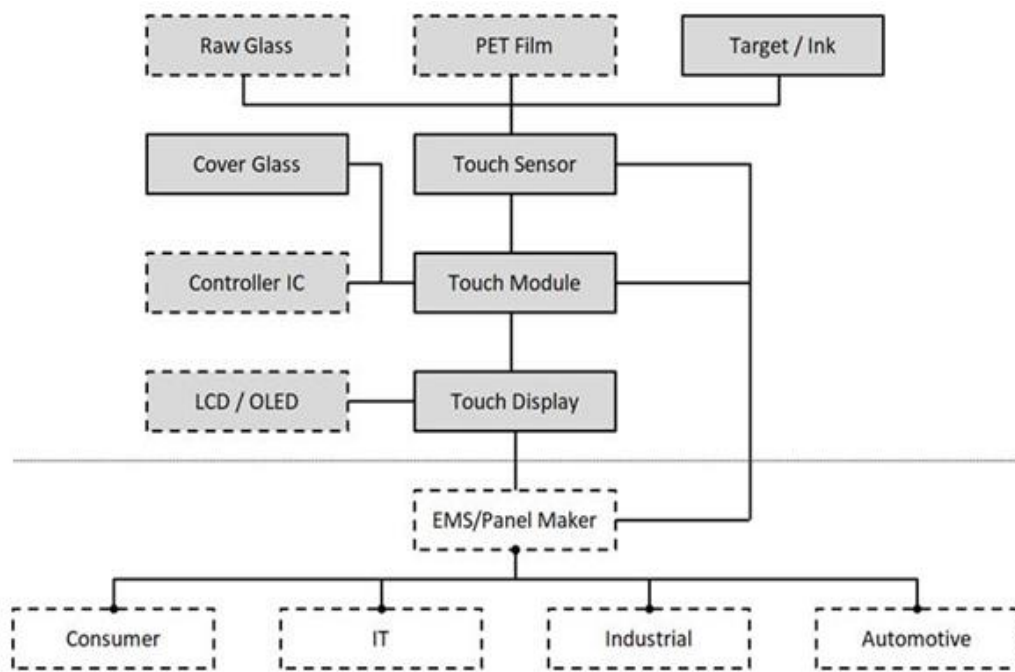 Raw Glass
PET Film
Target / Ink
Cover Glass
Touch Sensor
Controller IC
Touch Module
LCD / OLED
Touch Display
EMS/Panel Maker
Consumer
IT
Industrial
Automotive